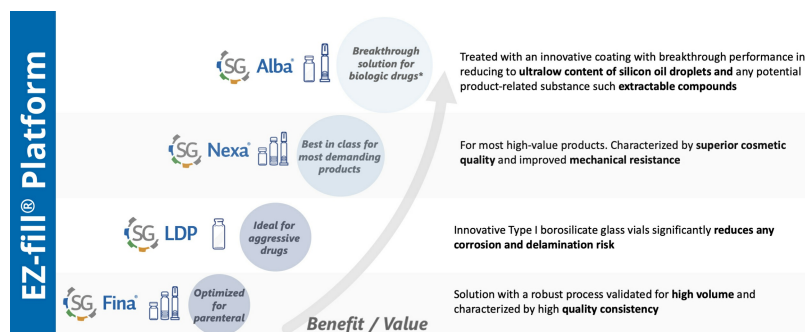 EZ-fill® Platform
SG Alba®
Breakthrough
solution for
biologic drugs*
Treated with an innovative coating with breakthrough performance in
reducing to ultralow content of silicon oil droplets and any potential
product-related substance such extractable compounds
SG Nexa®
Best in class for
most demanding
products
For most high-value products. Characterized by superior cosmetic
quality and improved mechanical resistance
SG LDP
Ideal for
aggressive
drugs
Innovative Type I borosilicate glass vials significantly reduces any
corrosion and delamination risk
SG Fina®
Optimized
for
parenteral
Solution with a robust process validated for high volume and
characterized by high quality consistency
Benefit / Value